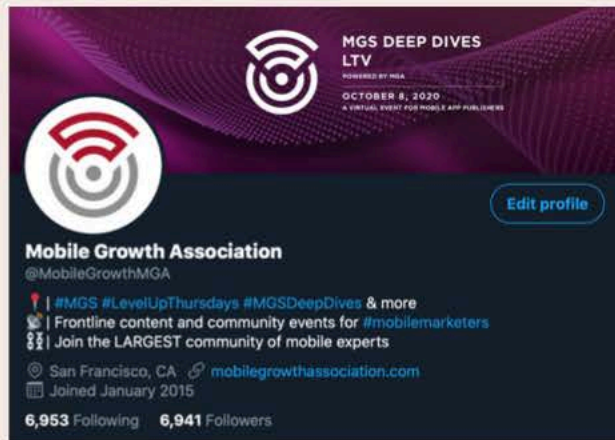 MGS DEEP DIVES
LTV
POWERED BY MGA
OCTOBER 8, 2020
A VIRTUAL EVENT FOR MOBILE APP PUBLISHERS
Edit profile
Mobile Growth Association
@MobileGrowthMGA
| #MGS #LevelUpThursdays #MGSDeepDives & more
| Frontline content and community events for #mobilemarketers
| Join the LARGEST community of mobile experts
San Francisco, CA mobilegrowthassociation.com
Joined January 2015
6,953 Following 6,941 Followers